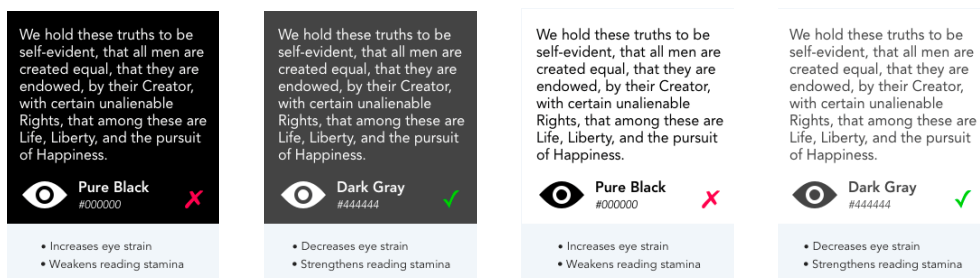 We hold these truths to be
self-evident, that all men are
created equal, that they are
endowed, by their Creator,
with certain unalienable
Rights, that among these are
Life, Liberty, and the pursuit
of Happiness.
Pure Black
#000000
• Increases eye strain
• Weakens reading stamina
We hold these truths to be
self-evident, that all men are
created equal, that they are
endowed, by their Creator,
with certain unalienable
Rights, that among these are
Life, Liberty, and the pursuit
of Happiness.
Dark Gray
#444444
• Decreases eye strain
• Strengthens reading stamina
We hold these truths to be
self-evident, that all men are
created equal, that they are
endowed, by their Creator,
with certain unalienable
Rights, that among these are
Life, Liberty, and the pursuit
of Happiness.
Pure Black
#000000
• Increases eye strain
• Weakens reading stamina
We hold these truths to be
self-evident, that all men are
created equal, that they are
endowed, by their Creator,
with certain unalienable
Rights, that among these are
Life, Liberty, and the pursuit
of Happiness.
Dark Gray
#444444
• Decreases eye strain
• Strengthens reading stamina